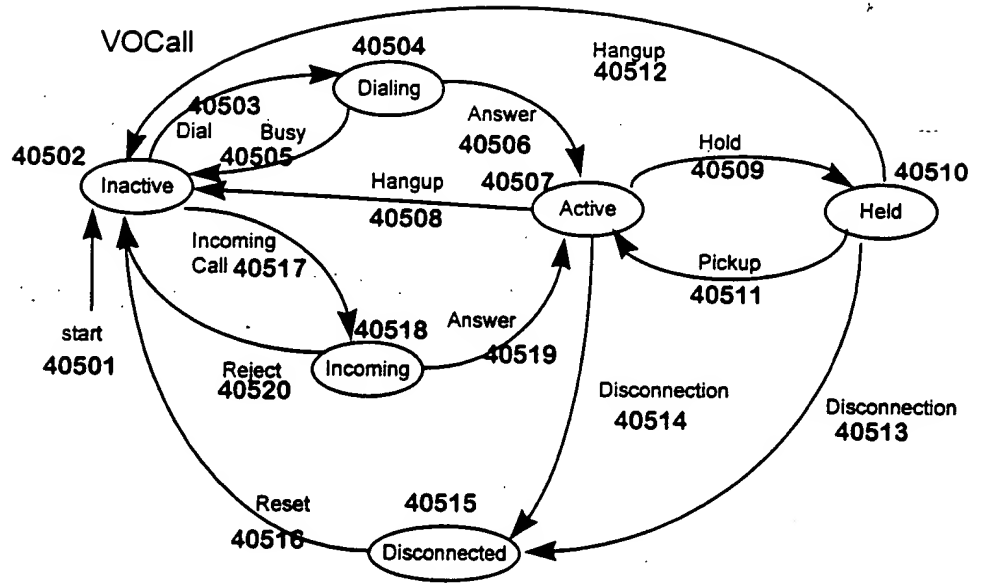 VOCall
40504
Dialing
Hangup
40512
40503
Dial
Busy
40505
Answer
40506
Hold
40509
40502
Inactive
Hangup
40508
40507
Active
40510
Held
Incoming
Call 40517
Pickup
40511
start
40501
40518
Incoming
Answer
40519
Reject
40520
Disconnection
40514
Disconnection
40513
Reset
40516
40515
Disconnected